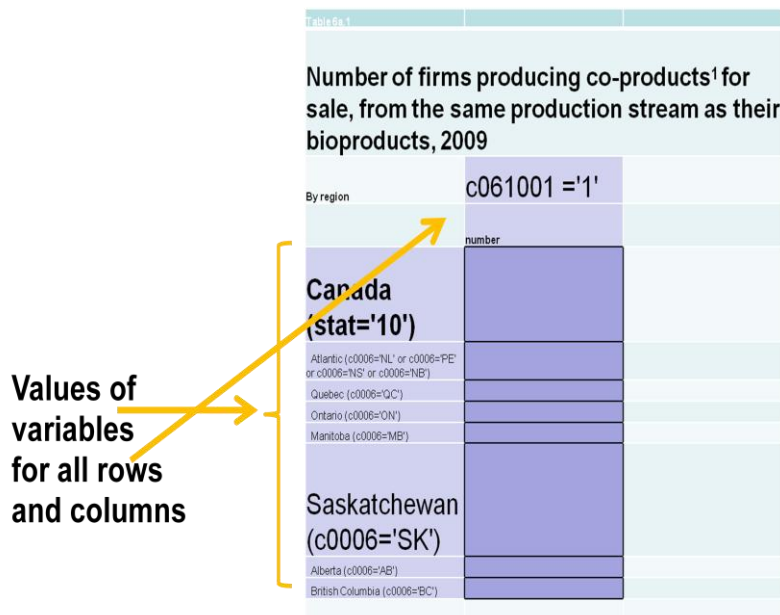 Table 6a.1
Number of firms producing co-products¹ for
sale, from the same production stream as their
bioproducts, 2009
By region
c061001 ='1'
number
Canada
(stat='10')
Atlantic (c0006='NL' or c0006='PE'
or c0006='NS' or c0006='NB')
Quebec (c0006='QC')
Ontario (c0006='ON')
Manitoba (c0006='MB')
Saskatchewan
(c0006='SK')
Alberta (c0006='AB')
British Columbia (c0006='BC')
Values of
variables
for all rows
and columns